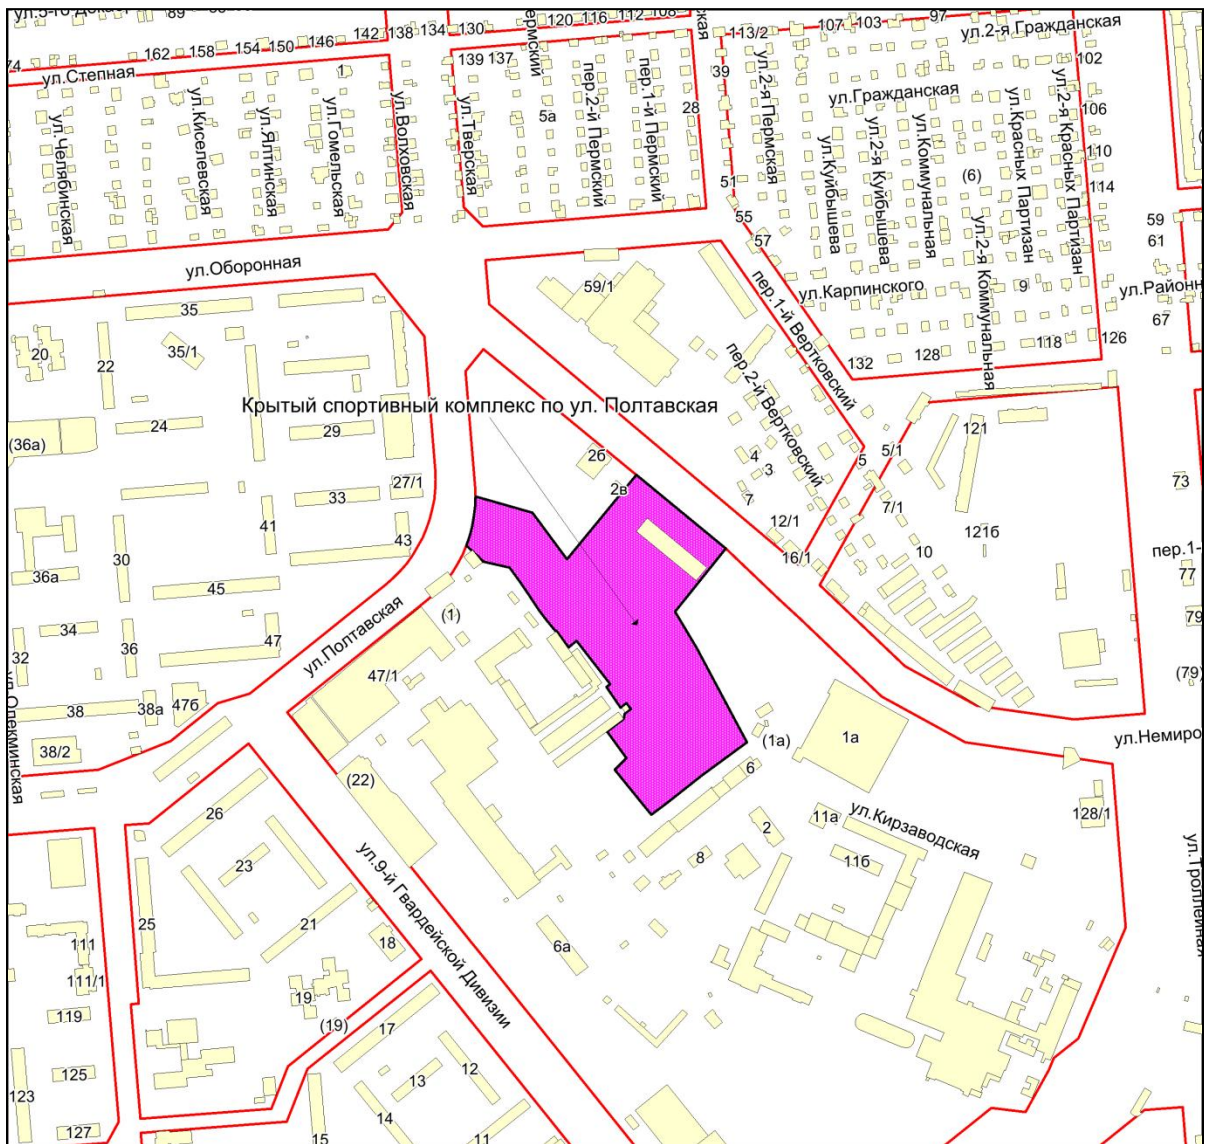 89
120 116 112 108
113/2
107 103
97
ул.2-я Гражданская
162 158 154 150 146 142 138 134 130
74
ул.Степная
1
139 137
39
102
ул.Гражданская
28
5а
106
ул.Челябинская
ул.Киселевская
ул.Ялтинская
ул.Гомельская
ул.Волховская
ул.Тверская
пер.2-й Пермский
пер.1-й Пермский
ул.2-я Пермская
ул.Куйбышева
ул.2-я Куйбышева
ул.Коммунальная
ул.2-я Коммунальная
ул.Красных Партизан
ул.2-я Красных Партизан
110
(6)
51
114
55
59
57
61
ул.Оборонная
59/1
ул.Карпинского
9
35
67
пер.1-й Вертковский
20
22
35/1
132
128
118
126
пер.2-й Вертковский
Крытый спортивный комплекс по ул. Полтавская
24
29
121
(36а)
2б
4
3
5
5/1
27/1
73
33
2в
7
7/1
41
12/1
43
121б
30
16/1
10
36а
77
45
79
34
(1)
ул.Полтавская
32
36
47
47/1
(79)
38
38а
47б
38/2
(1а)
1а
6
(22)
ул.Кирзаводская
26
11а
2
128/1
23
8
11б
ул.9-й Гвардейской Дивизии
25
21
18
6а
111
111/1
19
119
(19)
17
125
13
12
123
14
127
15
11